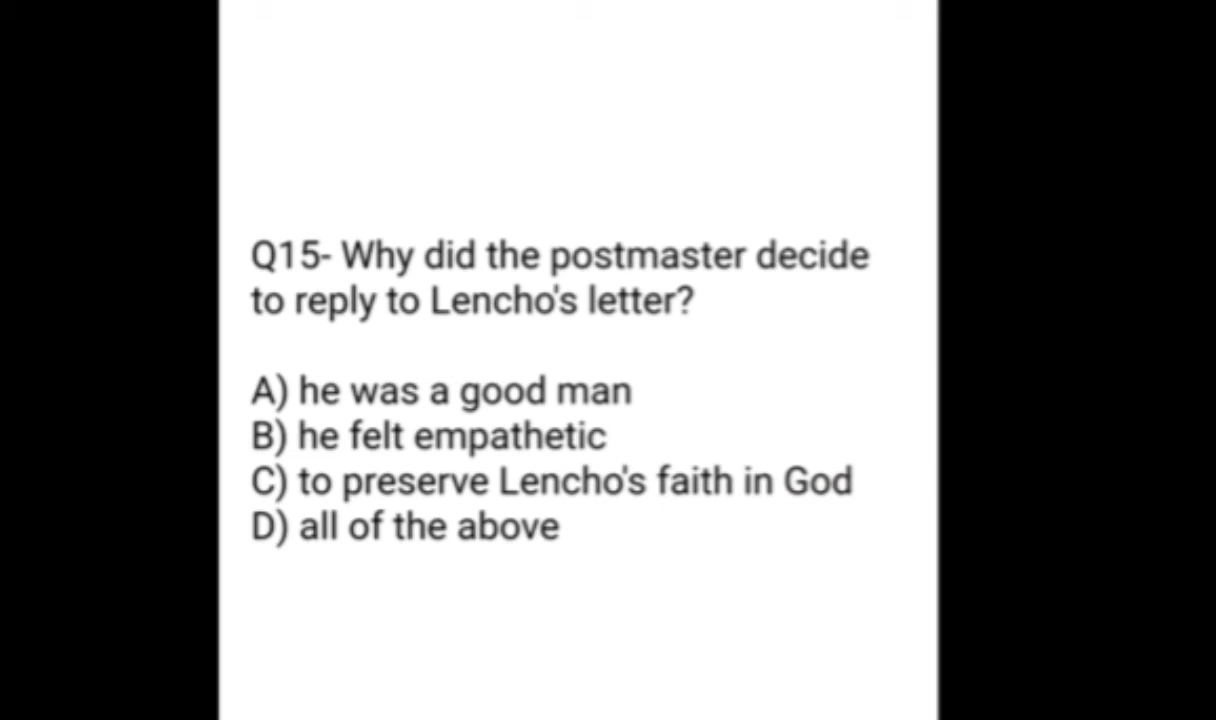 Q15- Why did the postmaster decide
to reply to Lencho's letter?
A) he was a good man
B) he felt empathetic
C) to preserve Lencho's faith in God
D) all of the above